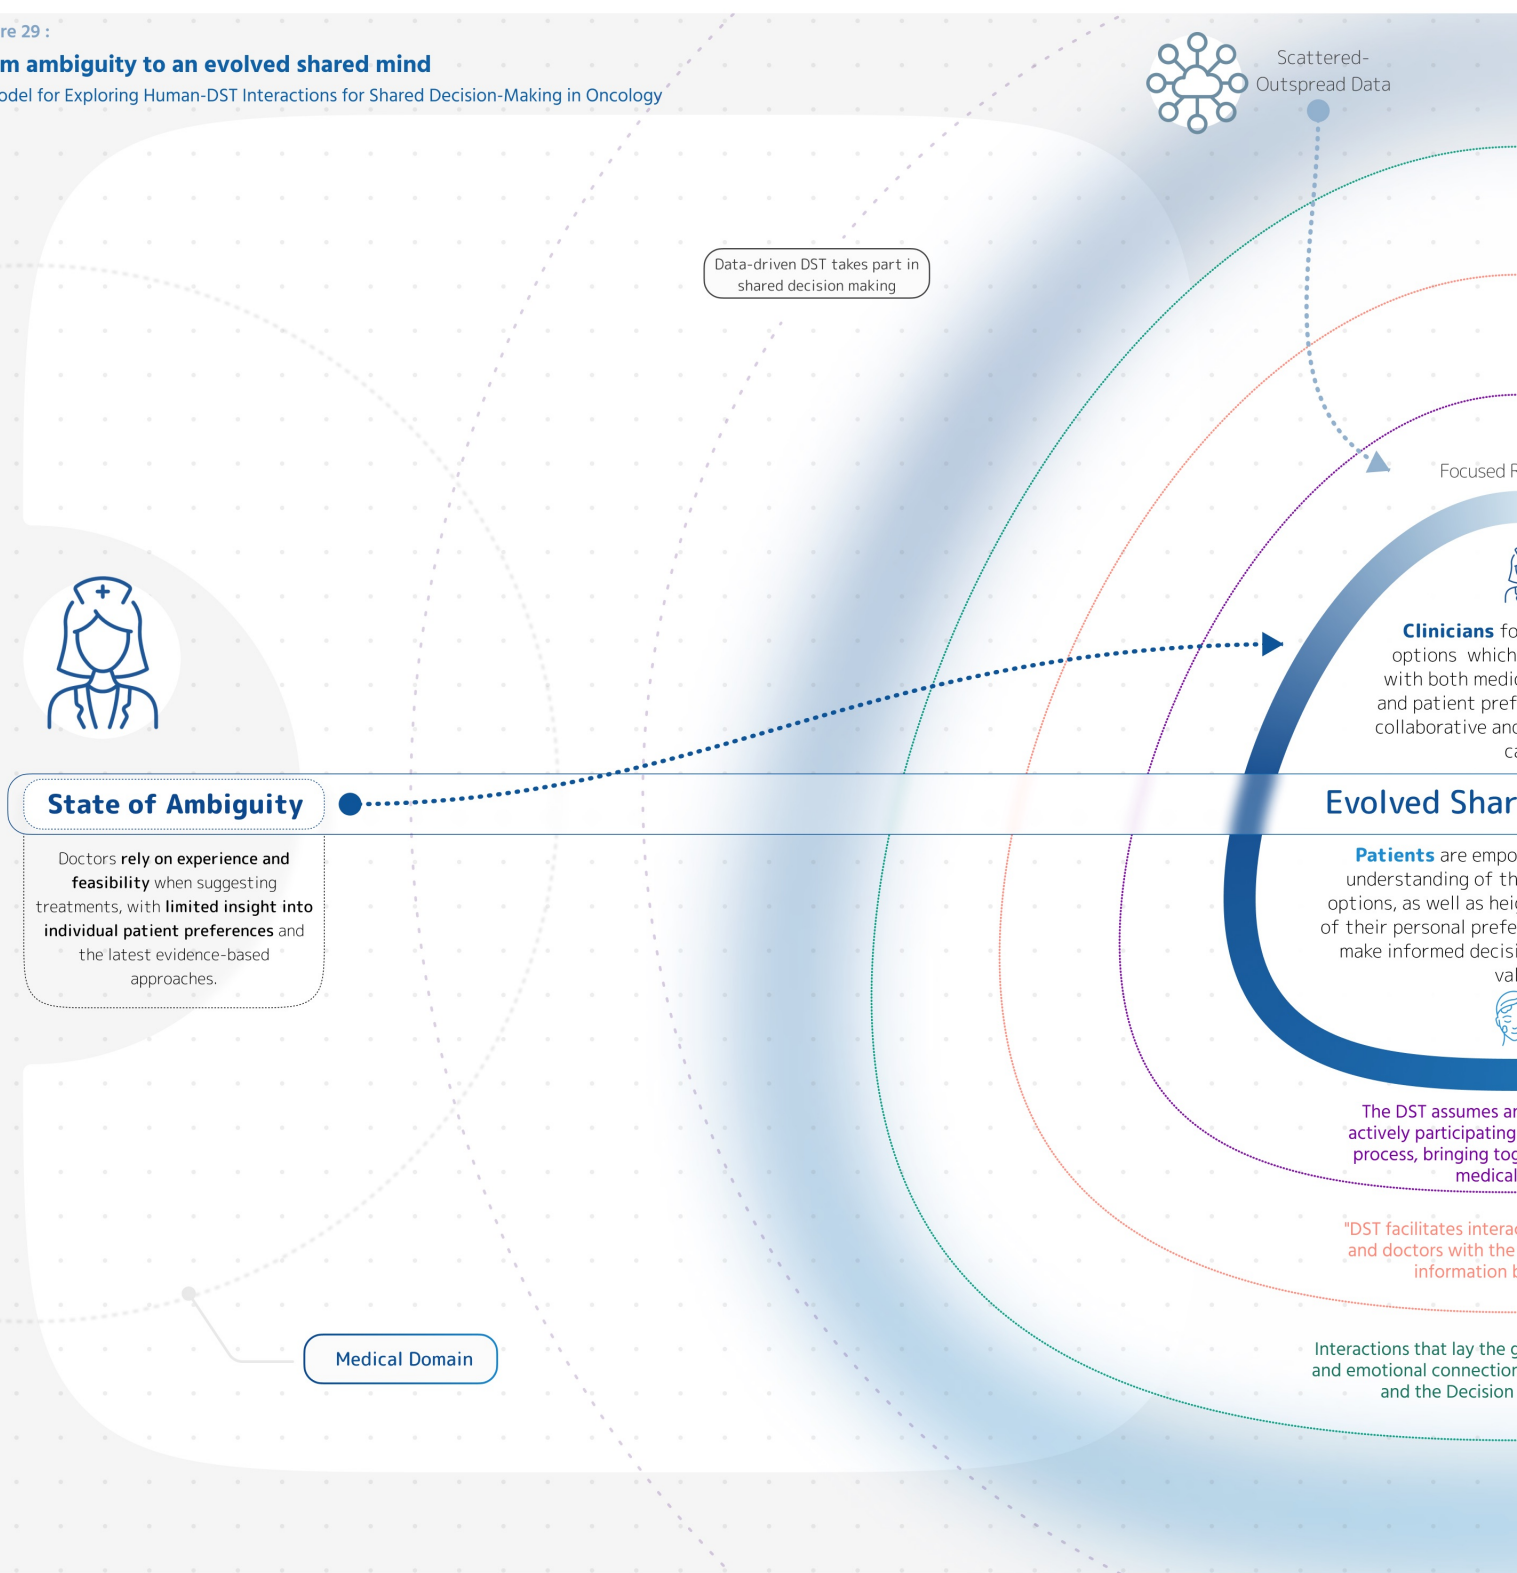 re 29 :
m ambiguity to an evolved shared mind
odel for Exploring Human-DST Interactions for Shared Decision-Making in Oncology
Scattered-
Outspread Data
Data-driven DST takes part in
shared decision making
Focused R
Clinicians fo
options which
with both medic
and patient pref
collaborative and
ca
State of Ambiguity
Evolved Shar
Doctors rely on experience and
feasibility when suggesting
treatments, with limited insight into
individual patient preferences and
the latest evidence-based
approaches.
Patients are empo
understanding of th
options, as well as heig
of their personal prefe
make informed decisi
val
The DST assumes an
actively participating
process, bringing tog
medical
"DST facilitates interac
and doctors with the
information b
Medical Domain
Interactions that lay the g
and emotional connection
and the Decision